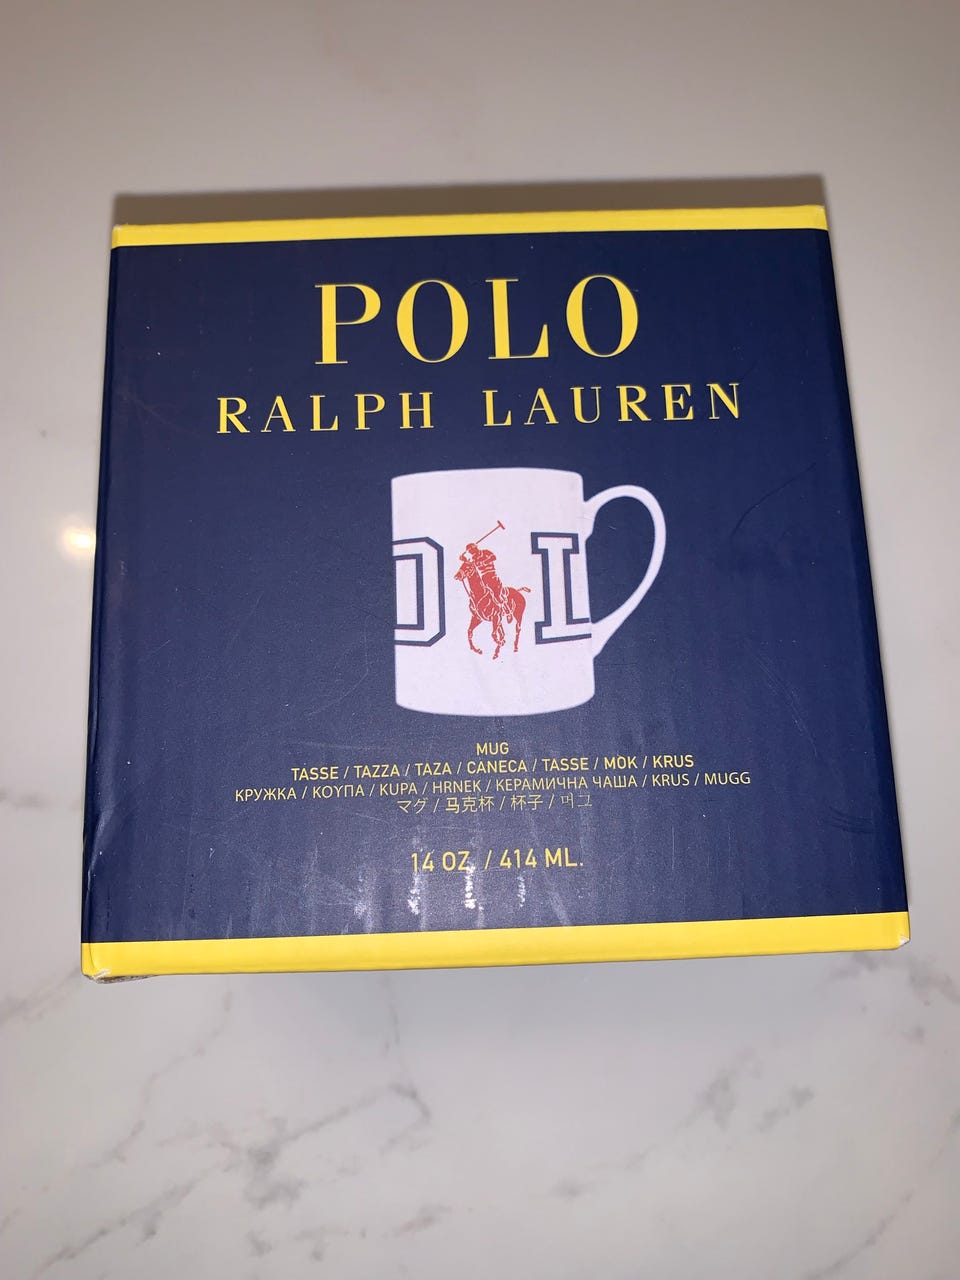 POLO
RALPH LAUREN
O L
MUG
TASSE / TAZZA / TAZA / CANECA / TASSE / MOK / KRUS
КРУЖКА / ΚΟΥΠΑ / KUPA / HRNEK / КЕРАМИЧНА ЧАША / KRUS / MUGG
マグ / 马克杯 / 杯子 / 머그
14 OZ. / 414 ML.